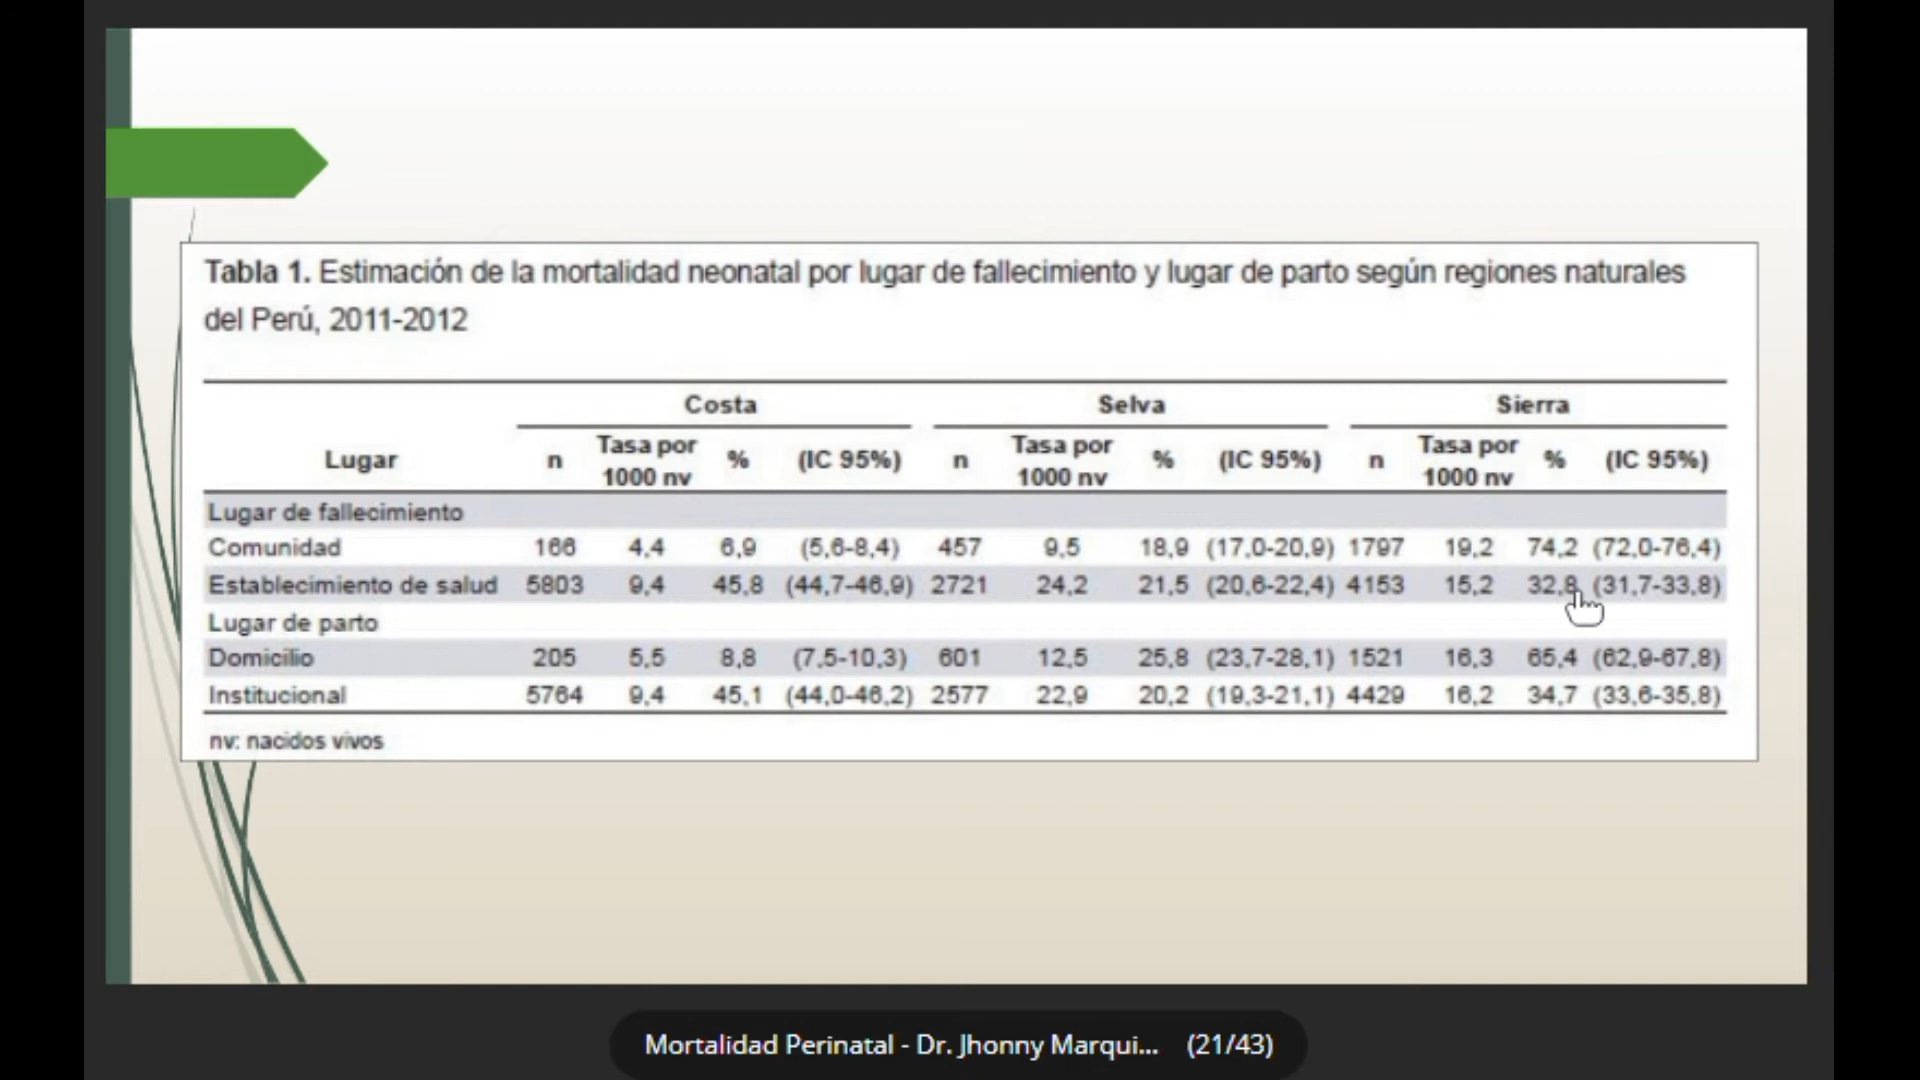 Tabla 1. Estimación de la mortalidad neonatal por lugar de fallecimiento y lugar de parto según regiones naturales
del Perú, 2011-2012
Costa Selva Sierra
Lugar n Tasa por 1000 nv % (IC 95%) n Tasa por 1000 nv % (IC 95%) n Tasa por 1000 nv % (IC 95%)
Lugar de fallecimiento
Comunidad 166 4,4 6,9 (5,6-8,4) 457 9,5 18,9 (17,0-20,9) 1797 19,2 74,2 (72,0-76,4)
Establecimiento de salud 5803 9,4 45,8 (44,7-46,9) 2721 24,2 21,5 (20,6-22,4) 4153 15,2 32,8 (31,7-33,8)
Lugar de parto
Domicilio 205 5,5 8,8 (7,5-10,3) 601 12,5 25,8 (23,7-28,1) 1521 16,3 65,4 (62,9-67,8)
Institucional 5764 9,4 45,1 (44,0-46,2) 2577 22,9 20,2 (19,3-21,1) 4429 16,2 34,7 (33,6-35,8)
nv: nacidos vivos
Mortalidad Perinatal - Dr. Jhonny Marqui... (21/43)